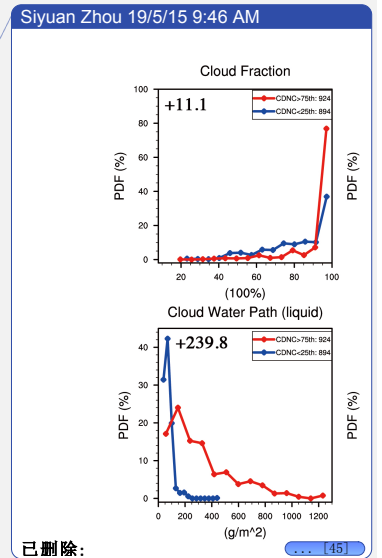 Siyuan Zhou 19/5/15 9:46 AM
Cloud Fraction
100
80
60
40
20
0
PDF (%)
+11.1
CDNC>75th: 924
CDNC<25th: 894
PDF (%)
20 40 60 80 100
(100%)
Cloud Water Path (liquid)
40
30
20
10
0
PDF (%)
+239.8
CDNC>75th: 924
CDNC<25th: 894
PDF (%)
0 200 400 600 800 1000 1200
(g/m^2)
已删除:
... [45]